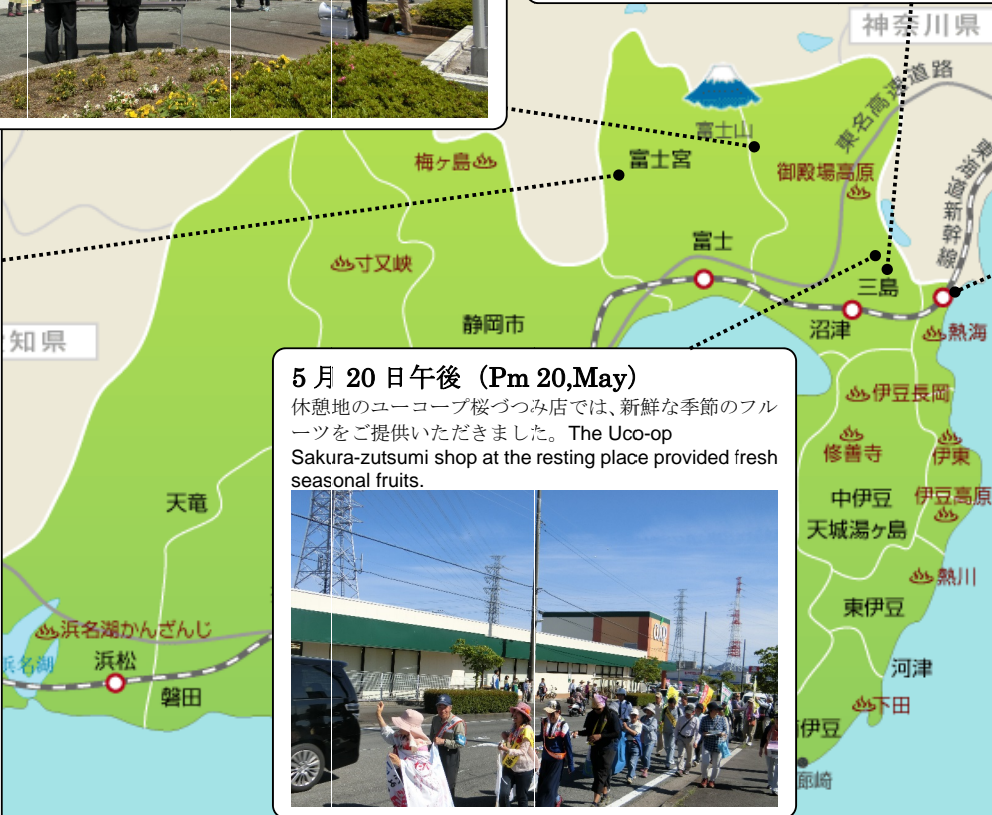 神奈川県
東名高速道路
富士山
梅ヶ島
富士宮
御殿場高原
東海道新幹線
富士
寸又峡
三島
静岡市
沼津
熱海
知県
5 月 20 日午後（Pm 20,May）
休憩地のユーコープ桜づつみ店では、新鮮な季節のフル
ーツをご提供いただきました。The Uco-op
Sakura-zutsumi shop at the resting place provided fresh
seasonal fruits.
伊豆長岡
修善寺
伊東
天竜
中伊豆
伊豆高原
天城湯ヶ島
熱川
東伊豆
浜名湖かんざんじ
浜名湖
浜松
河津
磐田
下田
伊豆
廊崎